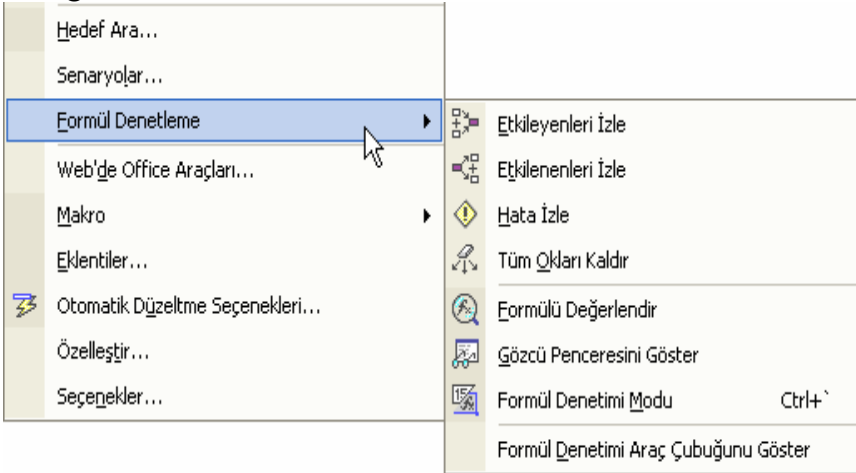 Hedef Ara...
Senaryolar...
Formül Denetleme
Web'de Office Araçları...
Makro
Eklentiler...
Otomatik Düzeltme Seçenekleri...
Özelleştir...
Seçenekler...
Etkileyenleri İzle
Etkilenenleri İzle
Hata İzle
Tüm Okları Kaldır
Formülü Değerlendir
Gözcü Penceresini Göster
Formül Denetimi Modu Ctrl+`
Formül Denetimi Araç Çubuğunu Göster